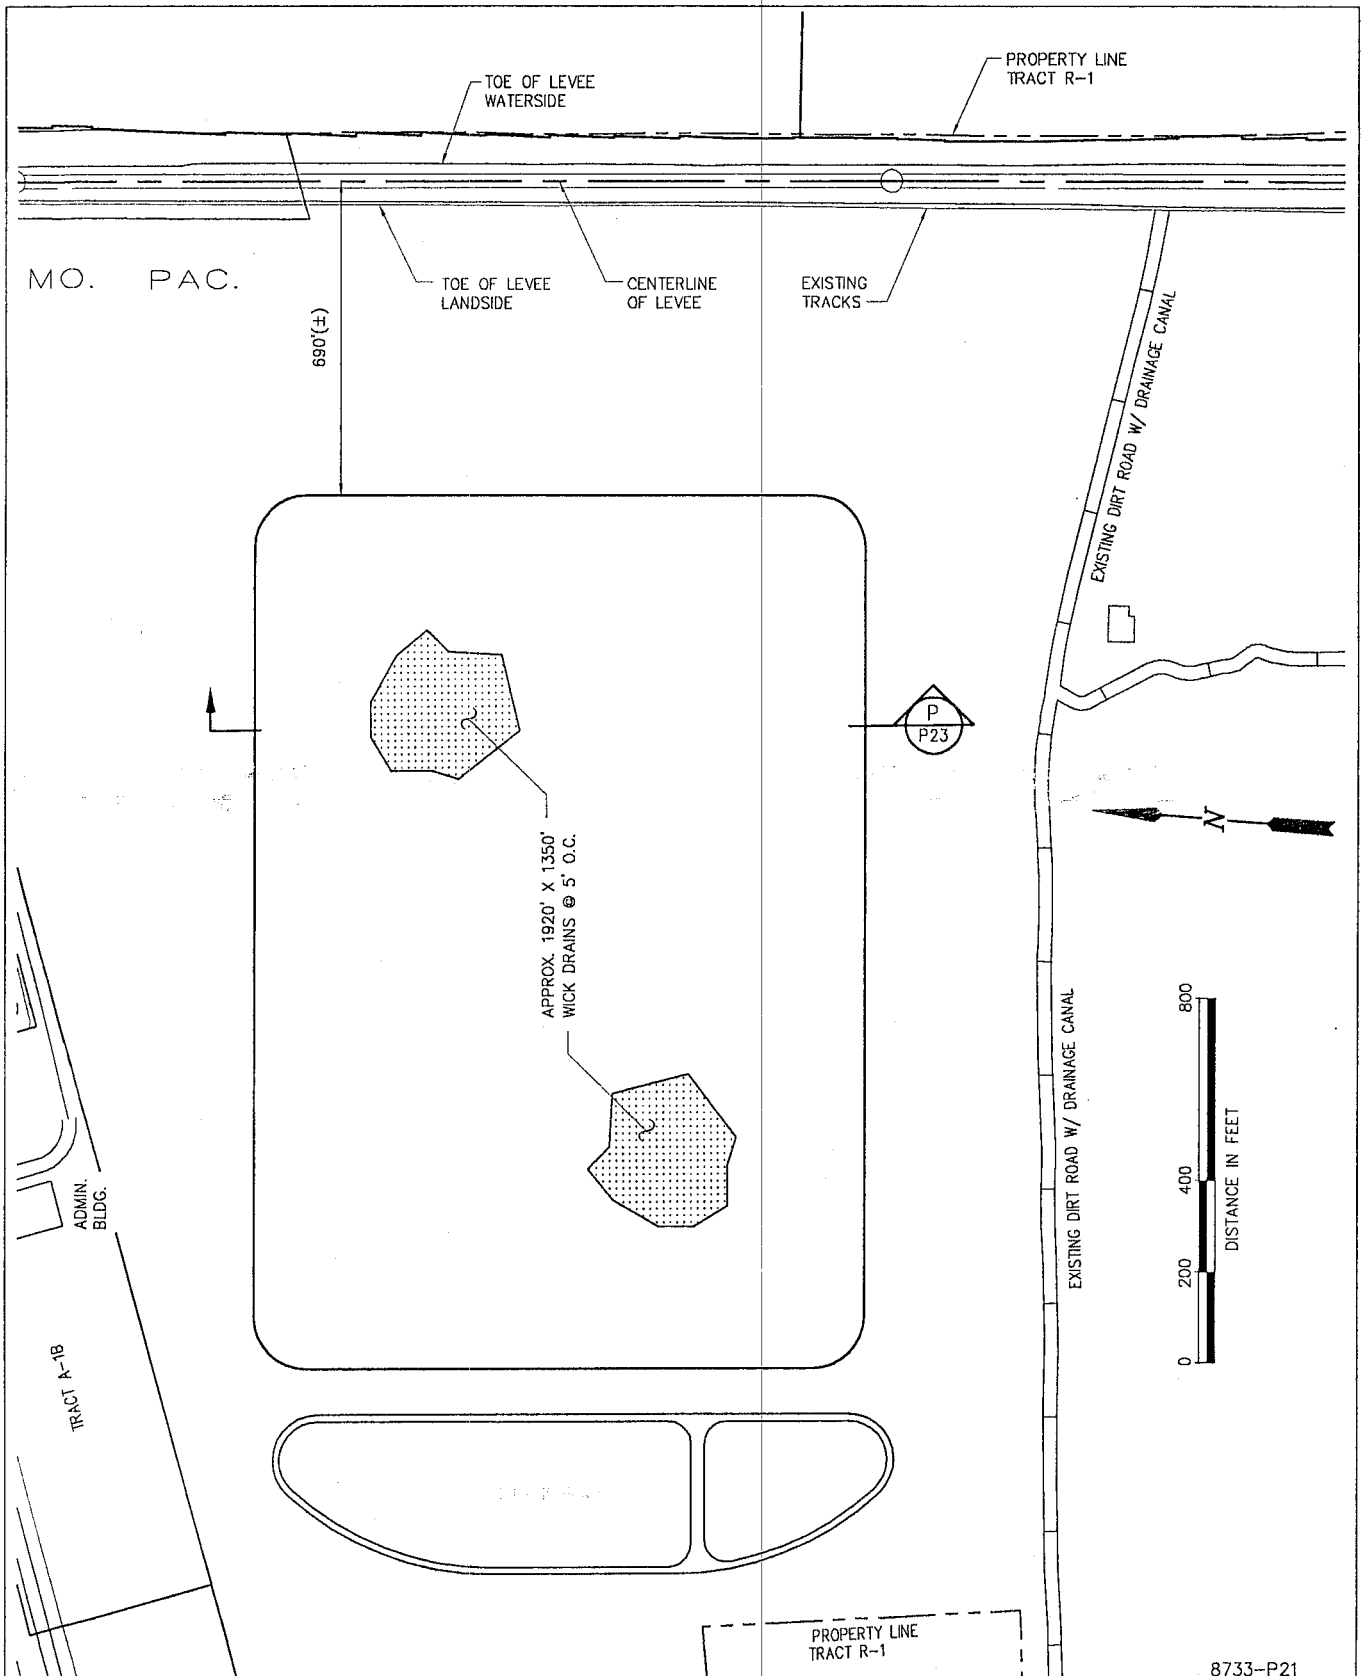 TOE OF LEVEE
WATERSIDE
PROPERTY LINE
TRACT R-1
MO. PAC.
TOE OF LEVEE
LANDSIDE
CENTERLINE
OF LEVEE
EXISTING
TRACKS
690'(±)
EXISTING DIRT ROAD W/ DRAINAGE CANAL
P
P23
N
APPROX. 1920' X 1350'
WICK DRAINS @ 5' O.C.
EXISTING DIRT ROAD W/ DRAINAGE CANAL
0 200 400 800
DISTANCE IN FEET
ADMIN.
BLDG.
TRACT A-1B
PROPERTY LINE
TRACT R-1
8733-P21